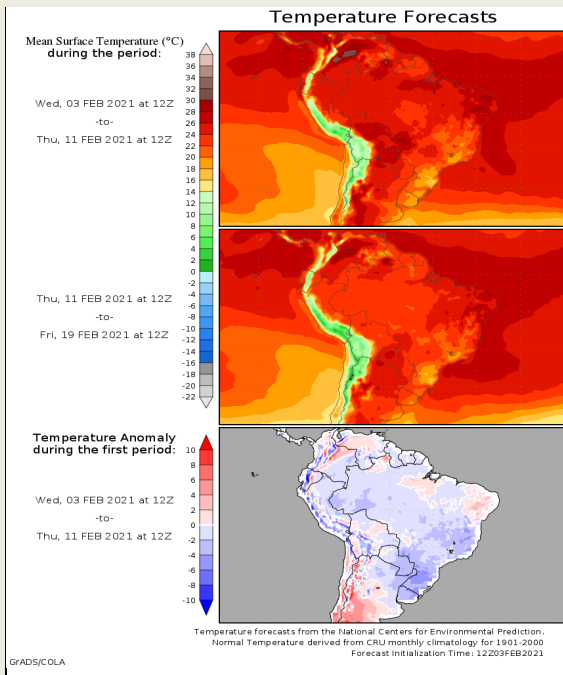 Temperature Forecasts
Mean Surface Temperature (°C)
during the period:
Wed, 03 FEB 2021 at 12Z
-to-
Thu, 11 FEB 2021 at 12Z
38
36
34
32
30
28
26
24
22
20
18
16
14
12
10
8
6
4
2
0
-2
-4
-6
-8
-10
-12
-14
-16
-18
-20
-22
Thu, 11 FEB 2021 at 12Z
-to-
Fri, 19 FEB 2021 at 12Z
Temperature Anomaly
during the first period:
Wed, 03 FEB 2021 at 12Z
-to-
Thu, 11 FEB 2021 at 12Z
10
8
6
4
2
0
-2
-4
-6
-8
-10
Temperature forecasts from the National Centers for Environmental Prediction.
Normal Temperature derived from CRU monthly climatology for 1901-2000
Forecast Initialization Time: 12Z03FEB2021
GrADS/COLA